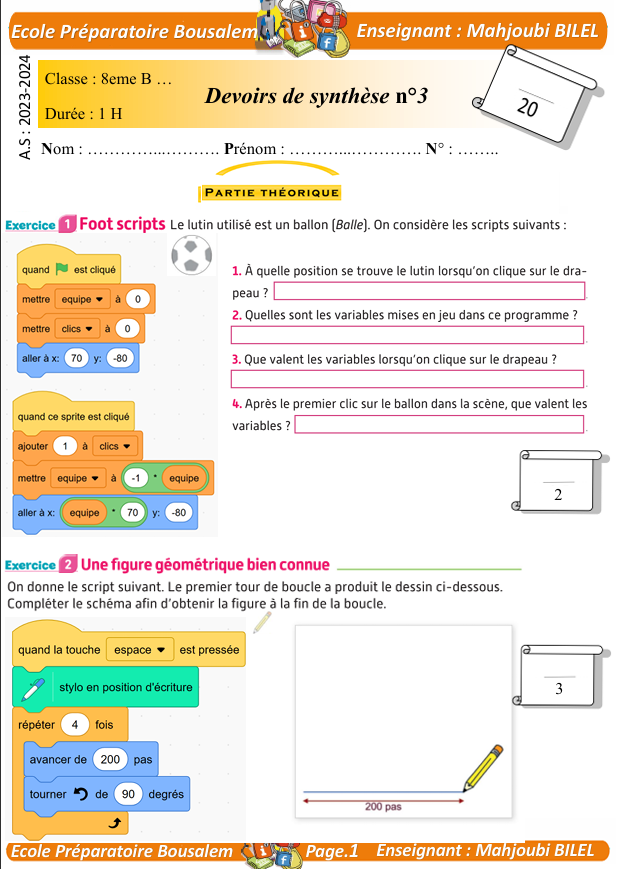 Ecole Préparatoire Bousalem Enseignant : Mahjoubi BILEL
A.S : 2023-2024
Classe : 8eme B …
Durée : 1 H
Devoirs de synthèse n°3
20
Nom : …………...………. Prénom : ………...…………. N° : ……..
PARTIE THÉORIQUE
Exercice 1 Foot scripts Le lutin utilisé est un ballon (Balle). On considère les scripts suivants :
quand est cliqué
mettre equipe à 0
mettre clics à 0
aller à x: 70 y: -80
quand ce sprite est cliqué
ajouter 1 à clics
mettre equipe à -1 * equipe
aller à x: equipe * 70 y: -80
1. À quelle position se trouve le lutin lorsqu'on clique sur le dra-
peau ?
2. Quelles sont les variables mises en jeu dans ce programme ?
3. Que valent les variables lorsqu'on clique sur le drapeau ?
4. Après le premier clic sur le ballon dans la scène, que valent les
variables ?
2
Exercice 2 Une figure géométrique bien connue
On donne le script suivant. Le premier tour de boucle a produit le dessin ci-dessous.
Compléter le schéma afin d'obtenir la figure à la fin de la boucle.
quand la touche espace est pressée
stylo en position d'écriture
répéter 4 fois
avancer de 200 pas
tourner de 90 degrés
200 pas
3
Ecole Préparatoire Bousalem Page.1 Enseignant : Mahjoubi BILEL